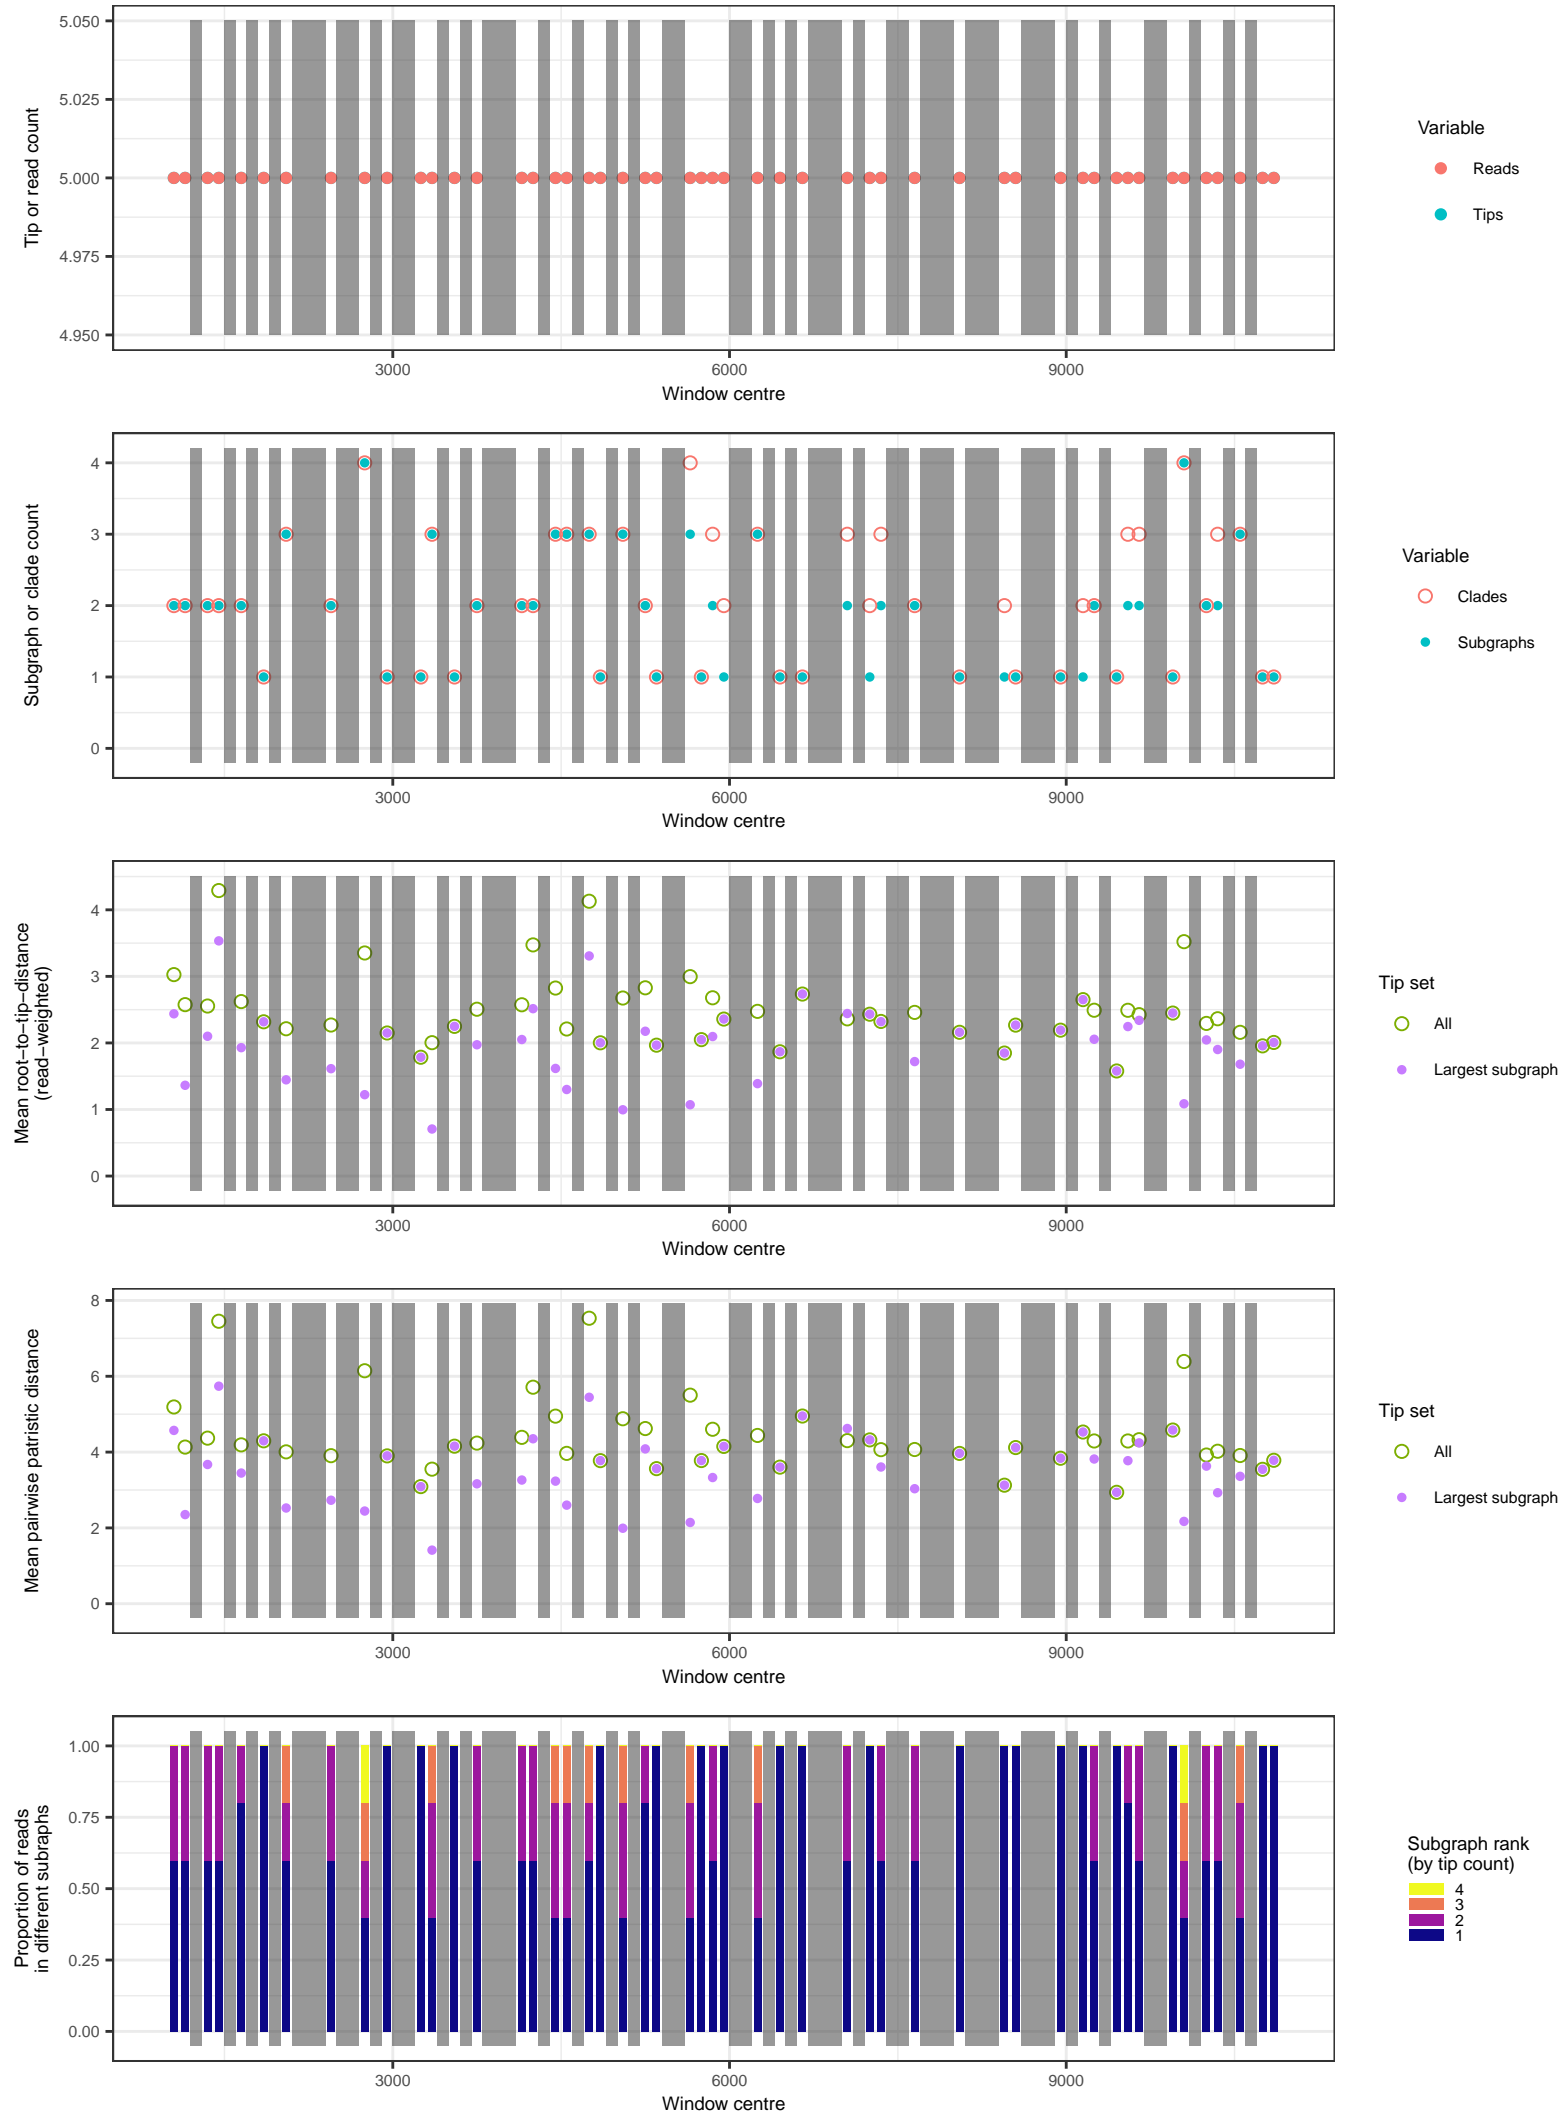 5.050
5.025
5.000
4.975
4.950
Tip or read count
3000
6000
9000
Window centre
Variable
Reads
Tips
4
3
2
1
0
Subgraph or clade count
3000
6000
9000
Window centre
Variable
Clades
Subgraphs
4
3
2
1
0
Mean root−to−tip−distance
(read−weighted)
3000
6000
9000
Window centre
Tip set
All
Largest subgraph
8
6
4
2
0
Mean pairwise patristic distance
3000
6000
9000
Window centre
Tip set
All
Largest subgraph
1.00
0.75
0.50
0.25
0.00
Proportion of reads
in different subraphs
3000
6000
9000
Window centre
Subgraph rank
(by tip count)
4
3
2
1